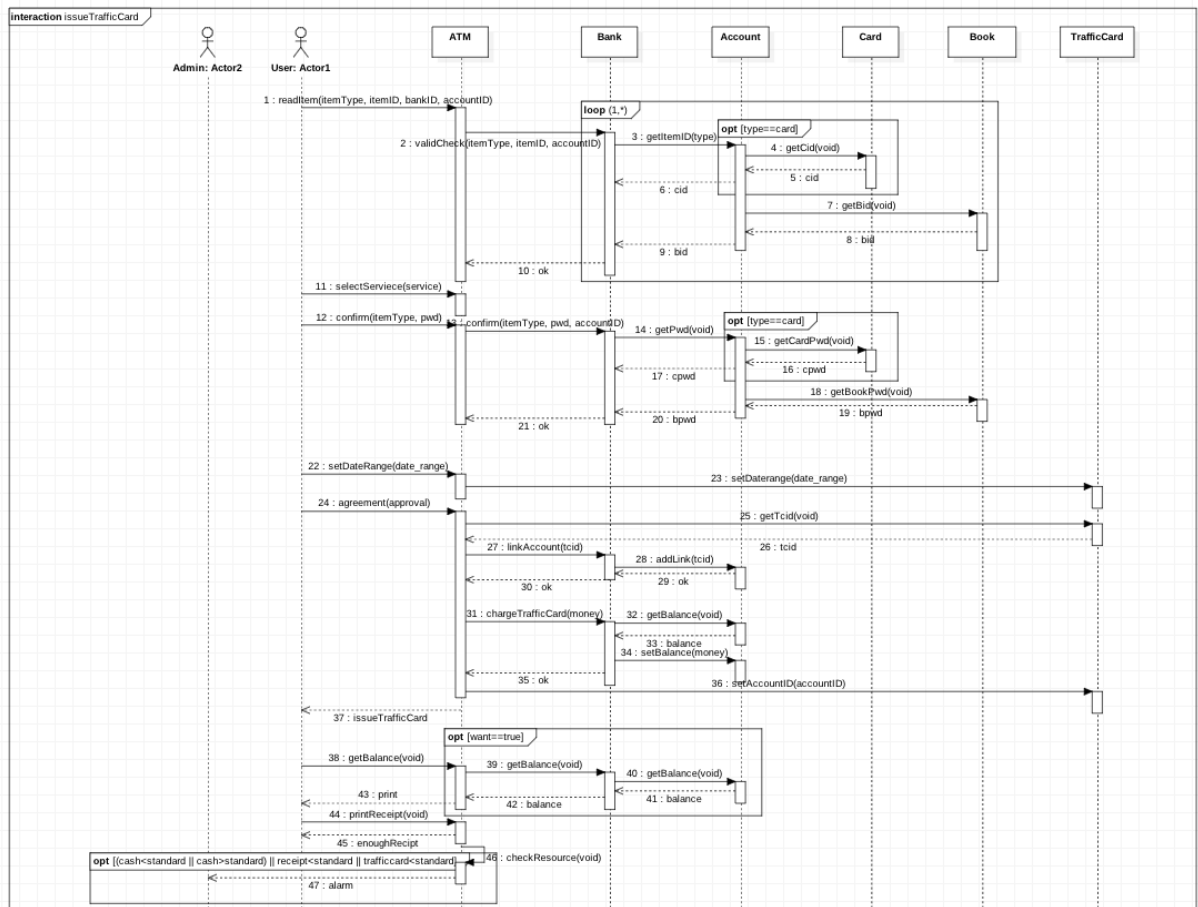 interaction issueTrafficCard
Admin: Actor2
User: Actor1
ATM
Bank
Account
Card
Book
TrafficCard
1 : readItem(itemType, itemID, bankID, accountID)
loop (1,*)
opt [type==card]
2 : validCheck(itemType, itemID, accountID)
3 : getItemID(type)
4 : getCid(void)
5 : cid
6 : cid
7 : getBid(void)
8 : bid
9 : bid
10 : ok
11 : selectServiece(service)
12 : confirm(itemType, pwd)
13 : confirm(itemType, pwd, accountID)
opt [type==card]
14 : getPwd(void)
15 : getCardPwd(void)
16 : cpwd
17 : cpwd
18 : getBookPwd(void)
19 : bpwd
20 : bpwd
21 : ok
22 : setDateRange(date_range)
23 : setDaterange(date_range)
24 : agreement(approval)
25 : getTcid(void)
26 : tcid
27 : linkAccount(tcid)
28 : addLink(tcid)
29 : ok
30 : ok
31 : chargeTrafficCard(money)
32 : getBalance(void)
33 : balance
34 : setBalance(money)
35 : ok
36 : setAccountID(accountID)
37 : issueTrafficCard
opt [want==true]
38 : getBalance(void)
39 : getBalance(void)
40 : getBalance(void)
41 : balance
42 : balance
43 : print
44 : printReceipt(void)
45 : enoughRecipt
46 : checkResource(void)
opt [(cash<standard || cash>standard) || receipt<standard || trafficcard<standard]
47 : alarm